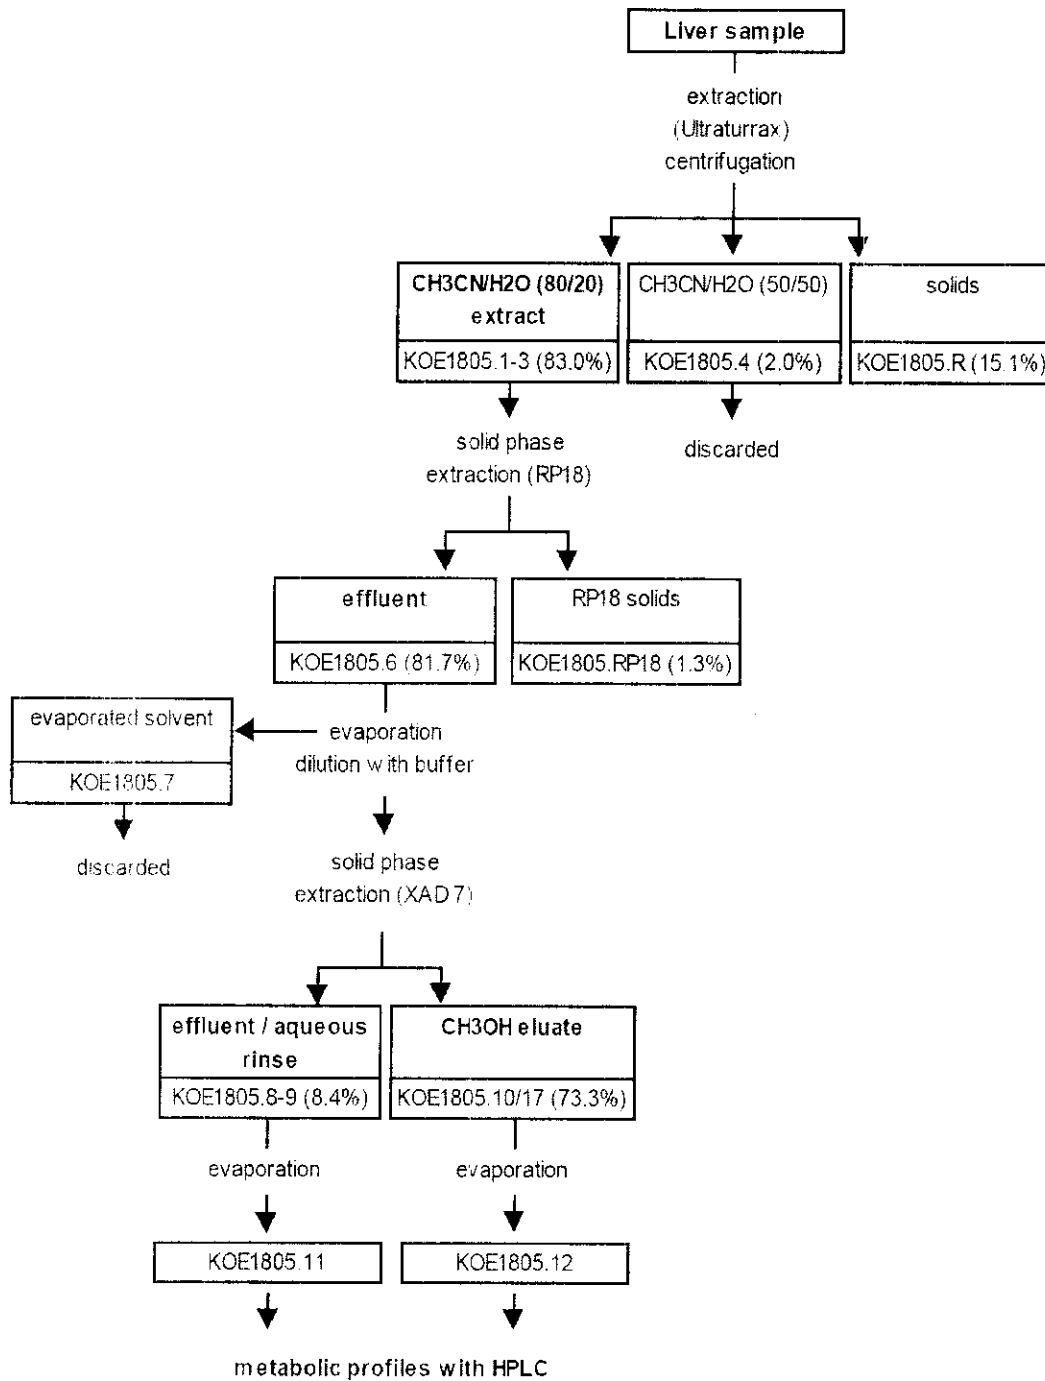 Liver sample
extraction
(Ultraturrax)
centrifugation
CH3CN/H2O (80/20)
extract
KOE1805.1-3 (83.0%)
CH3CN/H2O (50/50)
KOE1805.4 (2.0%)
solids
KOE1805.R (15.1%)
solid phase
extraction (RP18)
discarded
effluent
KOE1805.6 (81.7%)
RP18 solids
KOE1805.RP18 (1.3%)
evaporated solvent
KOE1805.7
evaporation
dilution with buffer
discarded
solid phase
extraction (XAD 7)
effluent / aqueous
rinse
KOE1805.8-9 (8.4%)
CH3OH eluate
KOE1805.10/17 (73.3%)
evaporation
evaporation
KOE1805.11
KOE1805.12
metabolic profiles with HPLC